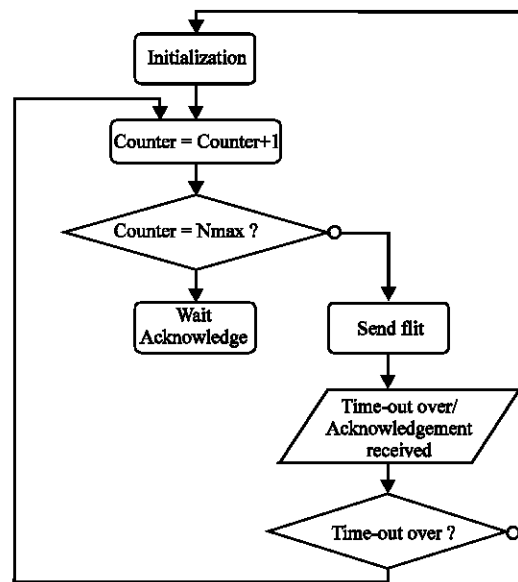 Initialization
Counter = Counter+1
Counter = Nmax ?
Wait
Acknowledge
Send flit
Time-out over/
Acknowledgement
received
Time-out over ?